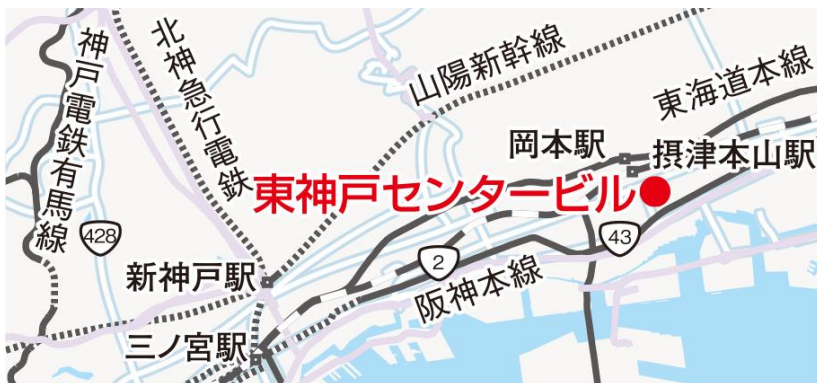 神戸電鉄有馬線
北神急行電鉄
山陽新幹線
東海道本線
岡本駅
摂津本山駅
東神戸センタービル
428
43
2
新神戸駅
阪神本線
三ノ宮駅